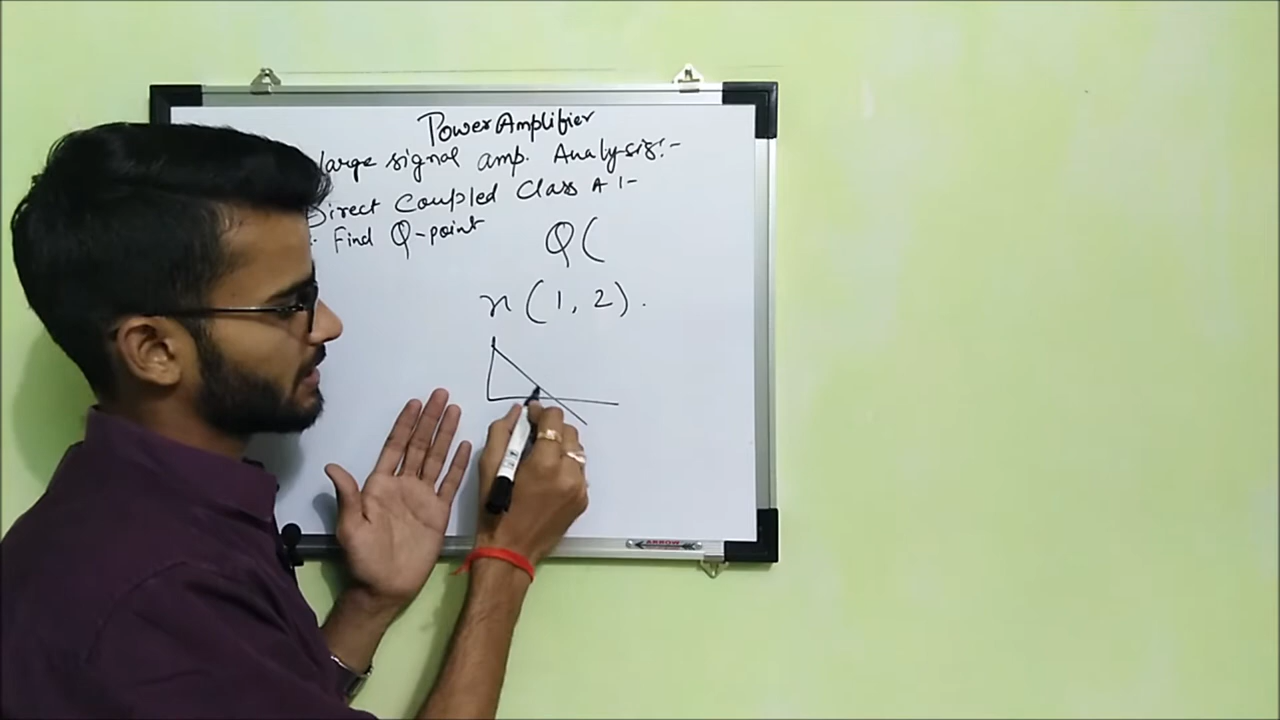 Power Amplifier
large signal amp. Analysis:-
Direct Coupled Class A :-
Find Q-point Q(
n (1, 2).
ARROW